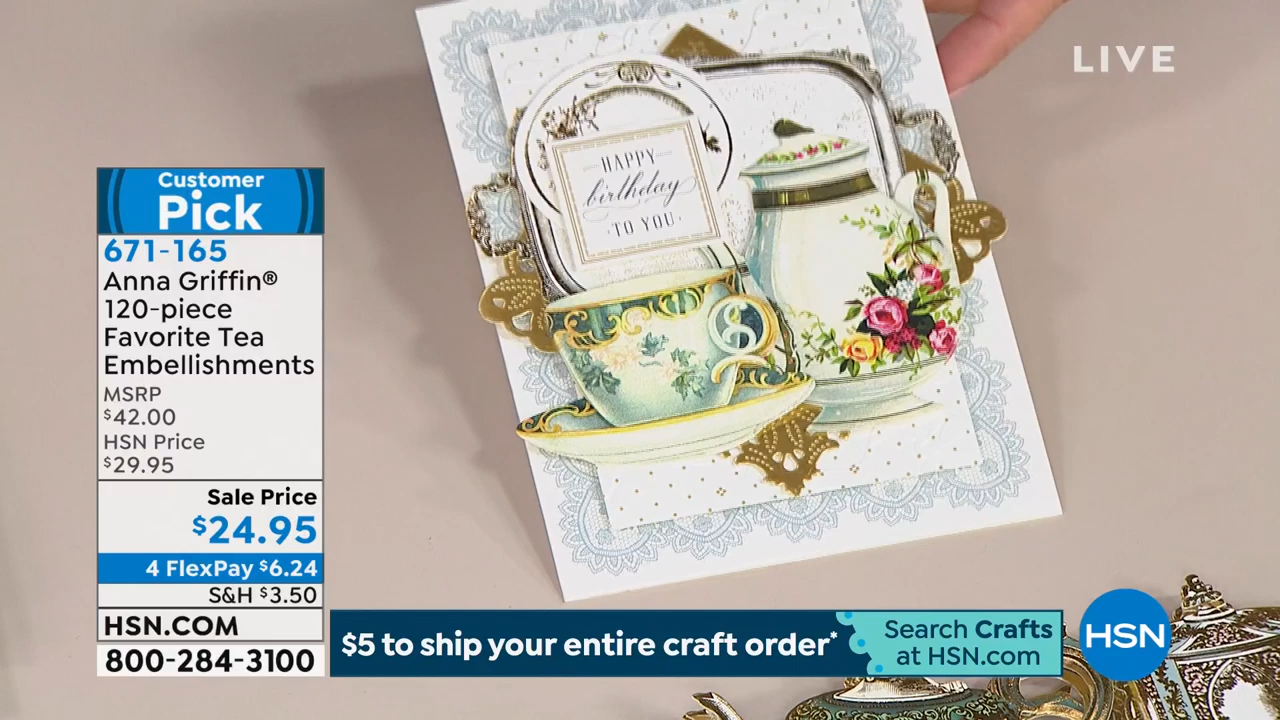 LIVE
Customer
Pick
671-165
Anna Griffin®
120-piece
Favorite Tea
Embellishments
MSRP
$42.00
HSN Price
$29.95
Sale Price
$24.95
4 FlexPay $6.24
S&H $3.50
HSN.COM
800-284-3100
HAPPY
birthday
TO YOU
$5 to ship your entire craft order*
Search Crafts
at HSN.com
HSN